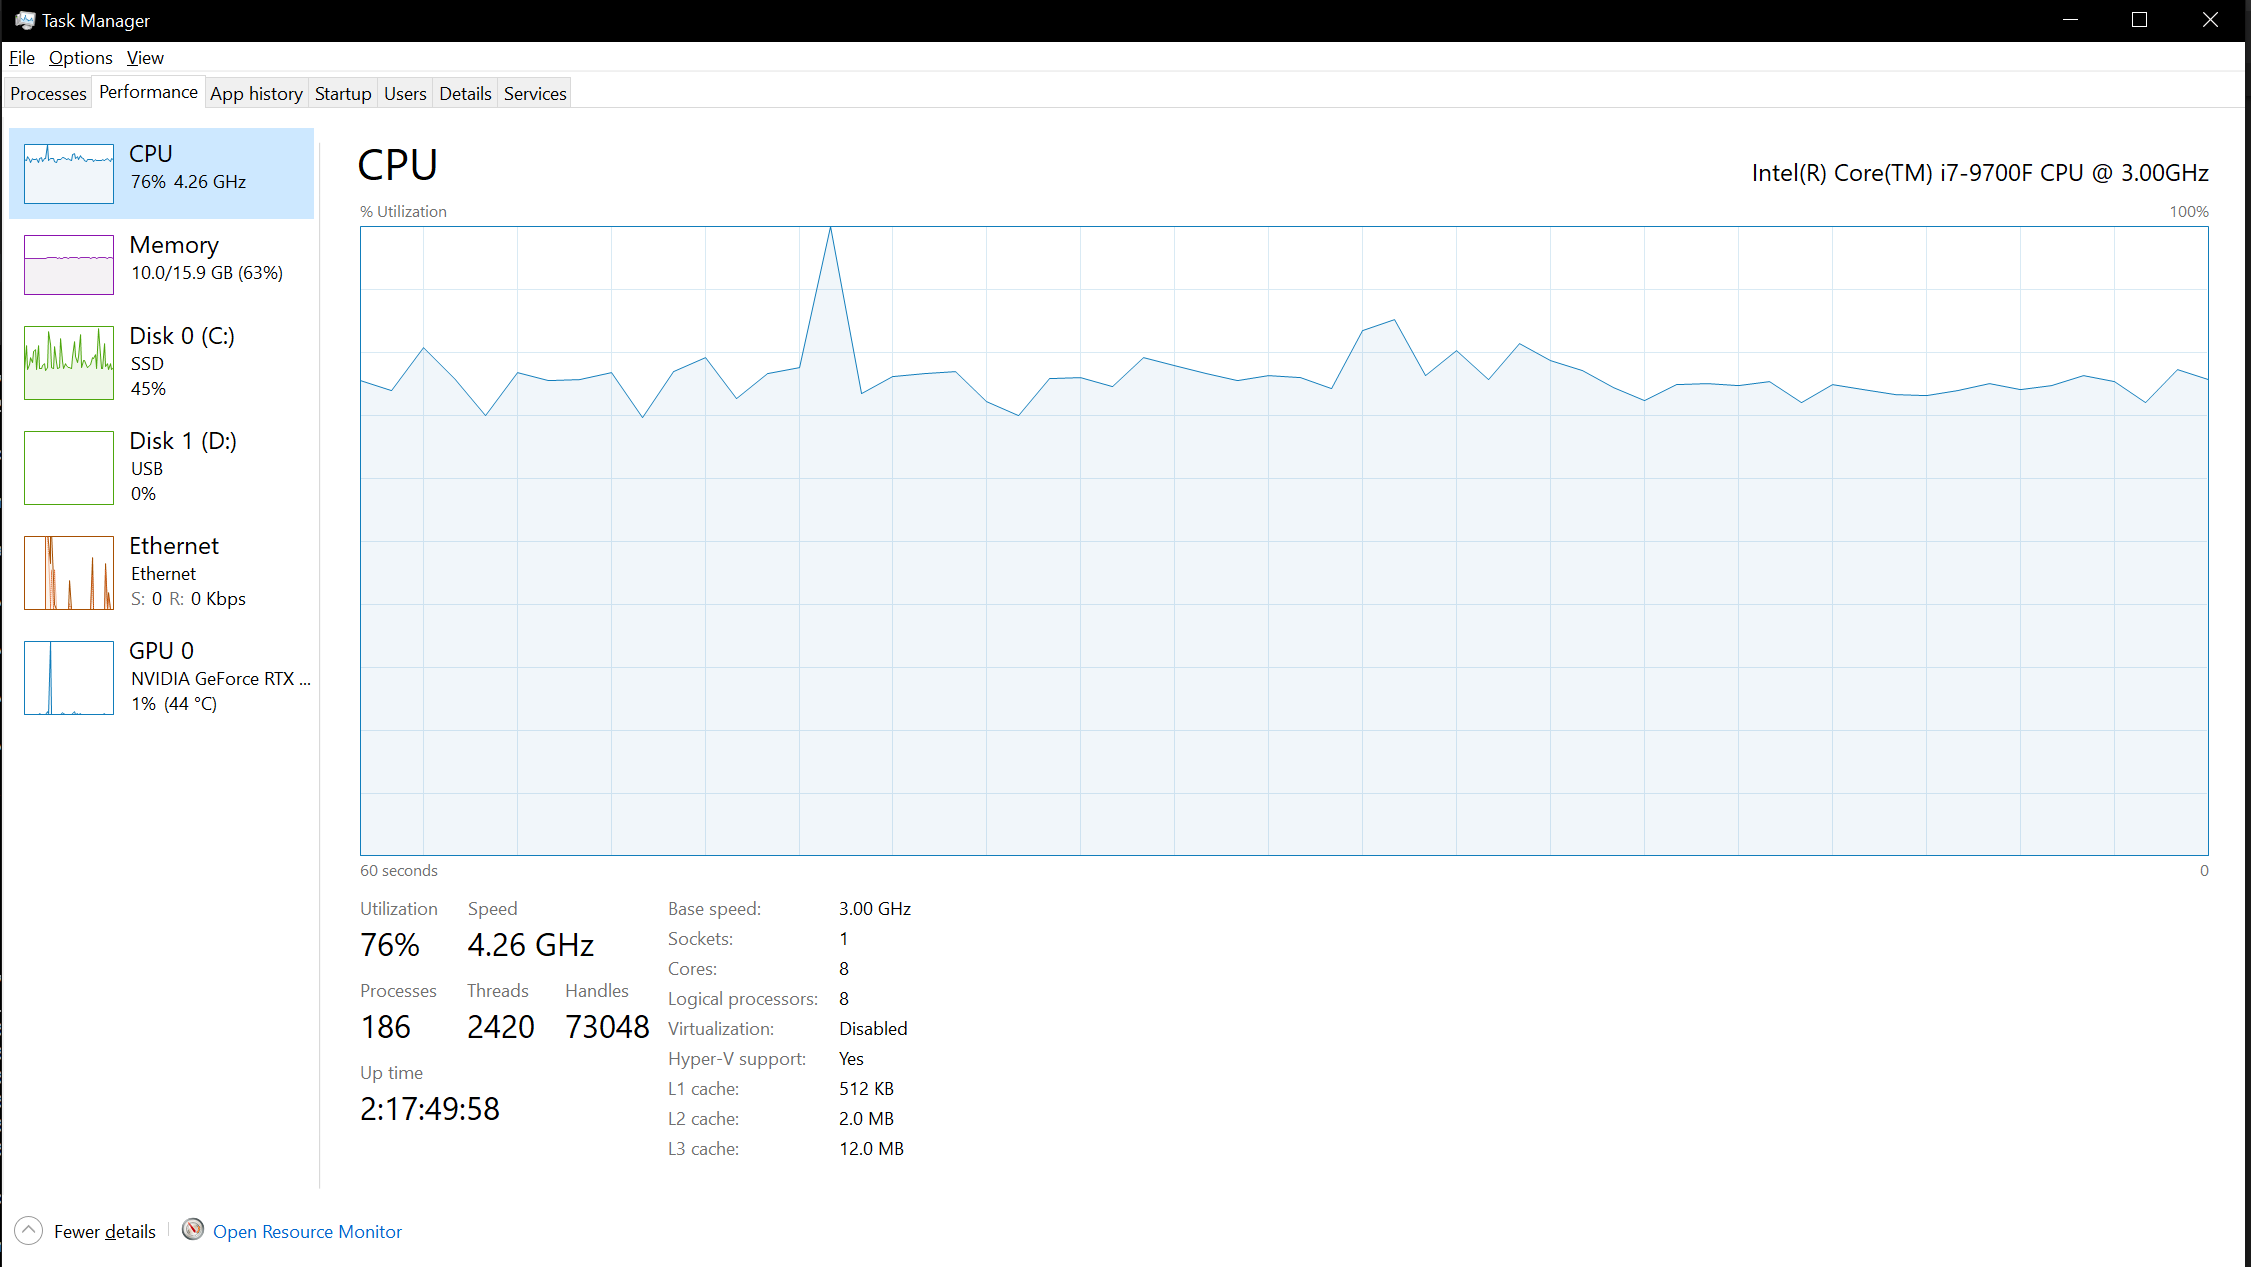 Task Manager
File Options View
Processes Performance App history Startup Users Details Services
CPU
76% 4.26 GHz
Memory
10.0/15.9 GB (63%)
Disk 0 (C:)
SSD
45%
Disk 1 (D:)
USB
0%
Ethernet
Ethernet
S: 0 R: 0 Kbps
GPU 0
NVIDIA GeForce RTX ...
1% (44 °C)
CPU
Intel(R) Core(TM) i7-9700F CPU @ 3.00GHz
% Utilization 100%
60 seconds 0
Utilization Speed
76% 4.26 GHz
Processes Threads Handles
186 2420 73048
Up time
2:17:49:58
Base speed: 3.00 GHz
Sockets: 1
Cores: 8
Logical processors: 8
Virtualization: Disabled
Hyper-V support: Yes
L1 cache: 512 KB
L2 cache: 2.0 MB
L3 cache: 12.0 MB
Fewer details Open Resource Monitor